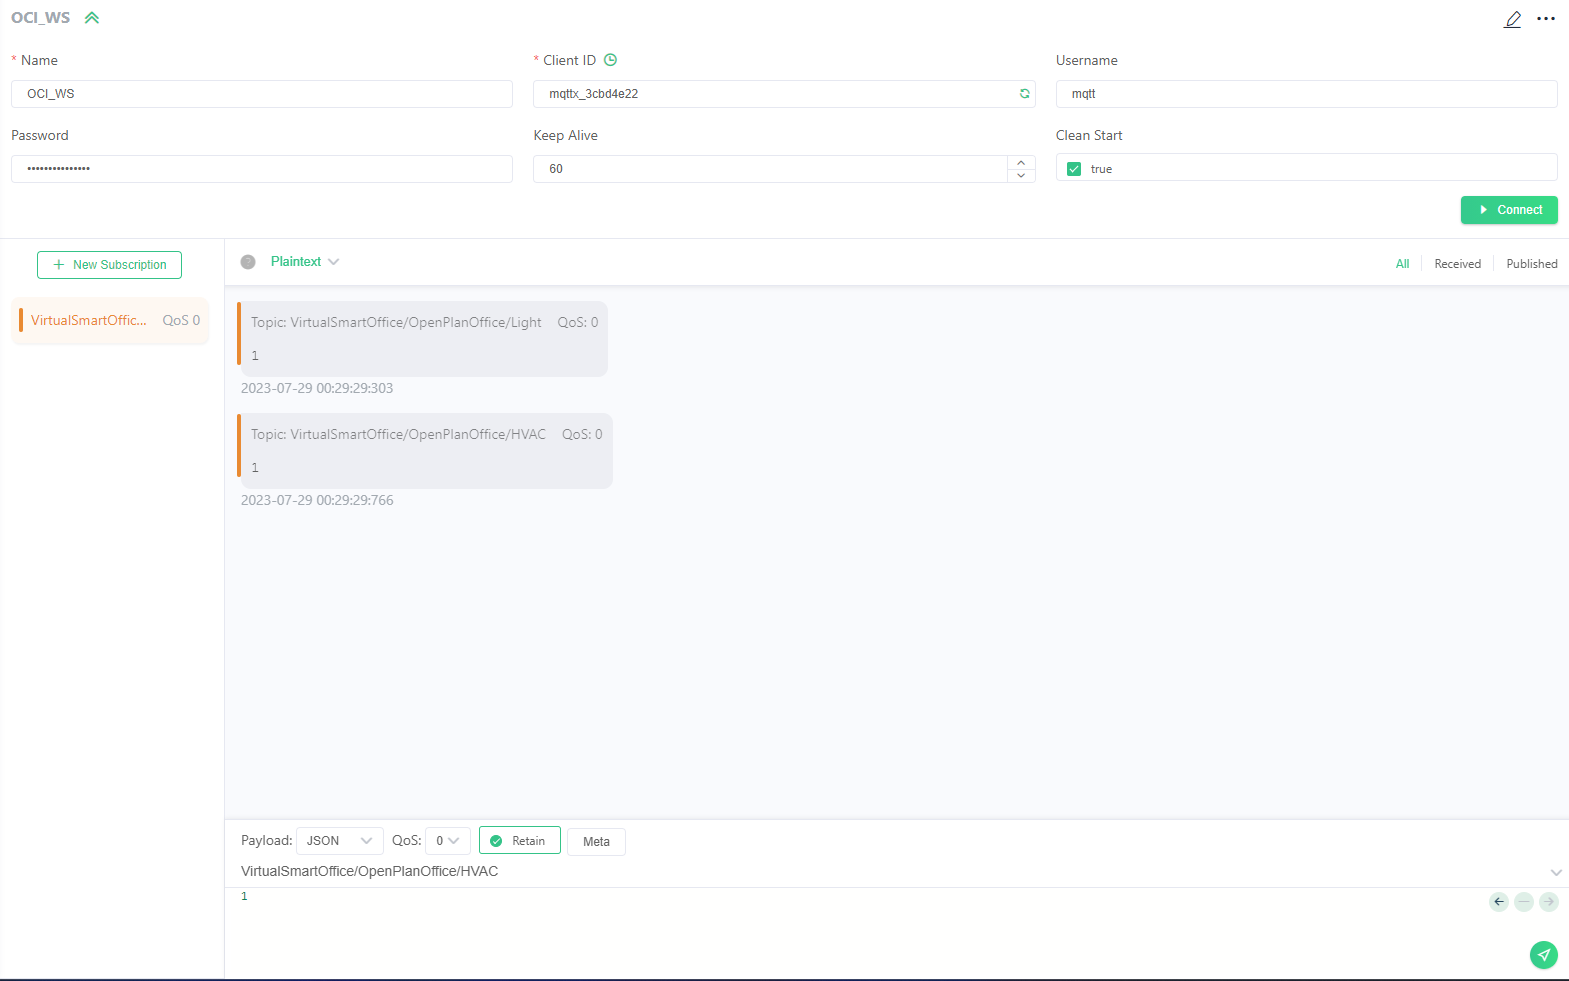 OCI_WS
* Name
* Client ID
Username
OCI_WS
mqttx_3cbd4e22
mqtt
Password
Keep Alive
Clean Start
•••••••••••••••
60
true
Connect
+ New Subscription
Plaintext
All
Received
Published
VirtualSmartOffic... QoS 0
Topic: VirtualSmartOffice/OpenPlanOffice/Light QoS: 0
1
2023-07-29 00:29:29:303
Topic: VirtualSmartOffice/OpenPlanOffice/HVAC QoS: 0
1
2023-07-29 00:29:29:766
Payload: JSON QoS: 0 Retain Meta
VirtualSmartOffice/OpenPlanOffice/HVAC
1